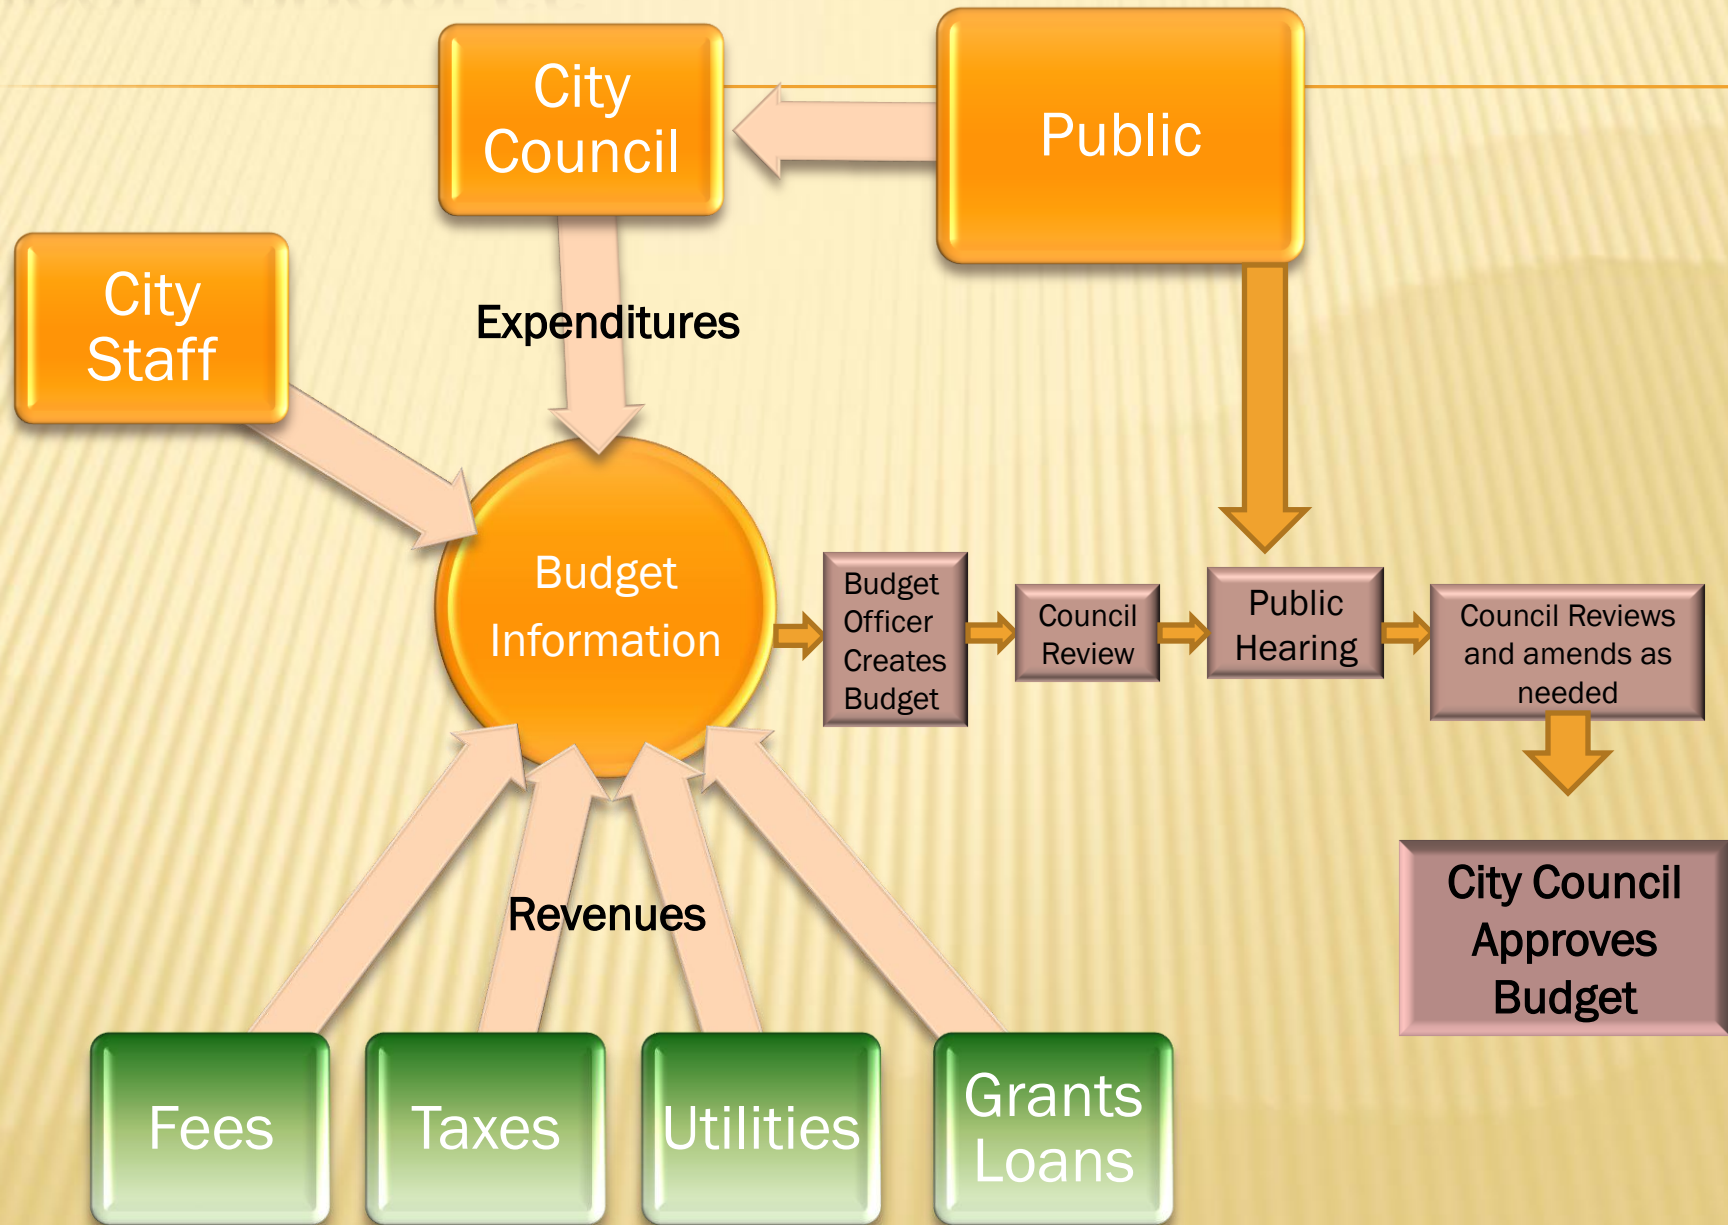 City
Council
Public
City
Staff
Expenditures
Budget
Information
Budget
Officer
Creates
Budget
Council
Review
Public
Hearing
Council Reviews
and amends as
needed
City Council
Approves
Budget
Revenues
Fees
Taxes
Utilities
Grants
Loans